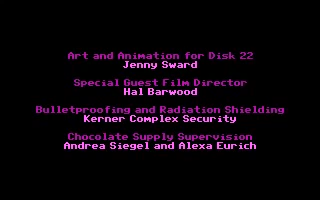 Art and Animation for Disk 22
Jenny Sward
Special Guest Film Director
Hal Barwood
Bulletproofing and Radiation Shielding
Kerner Complex Security
Chocolate Supply Supervision
Andrea Siegel and Alexa Eurich